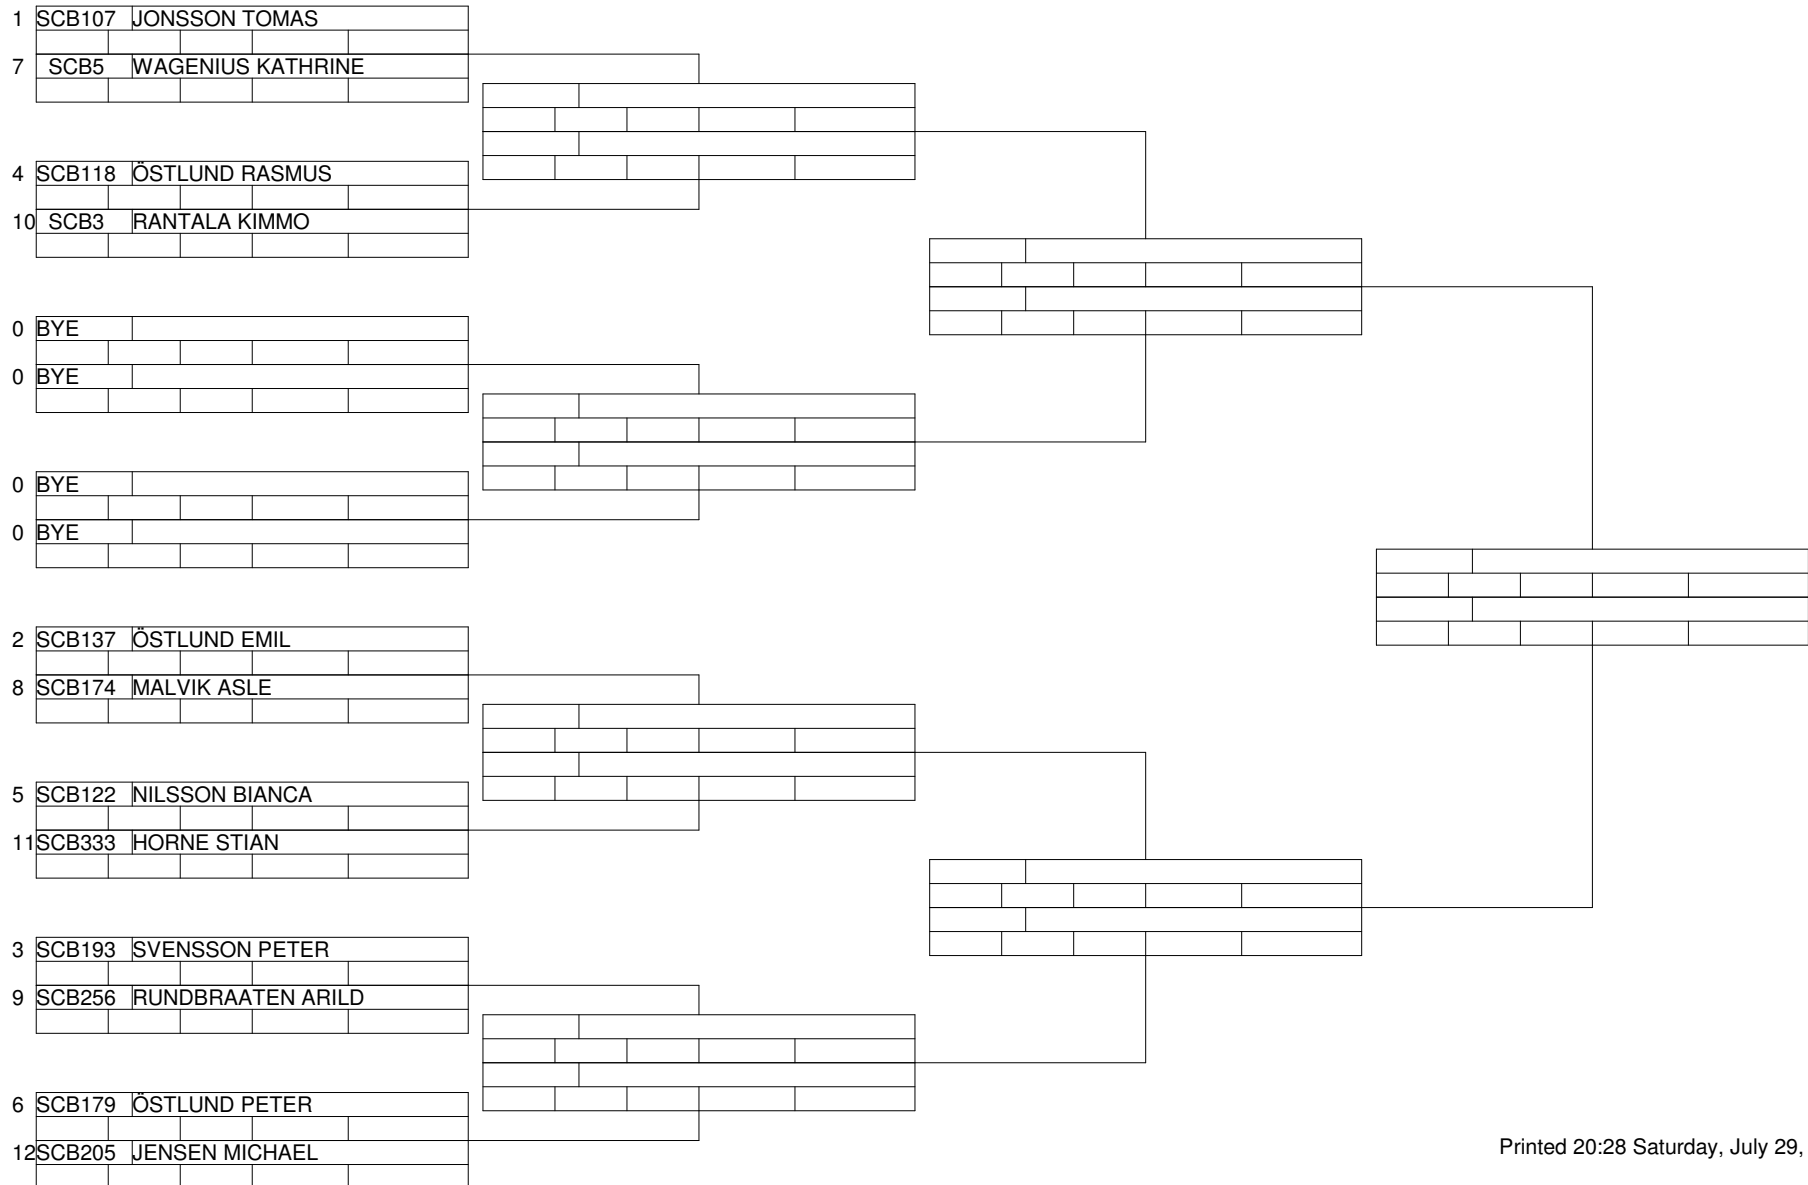 1 SCB107 JONSSON TOMAS
7 SCB5 WAGENIUS KATHRINE
4 SCB118 ÖSTLUND RASMUS
10 SCB3 RANTALA KIMMO
0 BYE
0 BYE
0 BYE
0 BYE
2 SCB137 ÖSTLUND EMIL
8 SCB174 MALVIK ASLE
5 SCB122 NILSSON BIANCA
11 SCB333 HORNE STIAN
3 SCB193 SVENSSON PETER
9 SCB256 RUNDBRAATEN ARILD
6 SCB179 ÖSTLUND PETER
12 SCB205 JENSEN MICHAEL
Printed 20:28 Saturday, July 29,